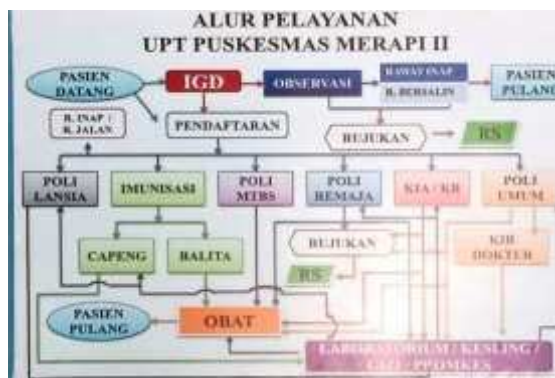 ALUR PELAYANAN
UPT PUSKESMAS MERAPI II
PASIEN
DATANG
IGD
OBSERVASI
RAWAT INAP
R. BERSALIN
PASIEN
PULANG
R. INAP /
R. JALAN
PENDAFTARAN
RUJUKAN
RS
POLI
LANSIA
IMUNISASI
POLI
MTBS
POLI
REMAJA
KIA / KB
POLI
UMUM
CAPENG
BALITA
RUJUKAN
RS
DOKTER
PASIEN
PULANG
OBAT
LABORATORIUM / KESLING /